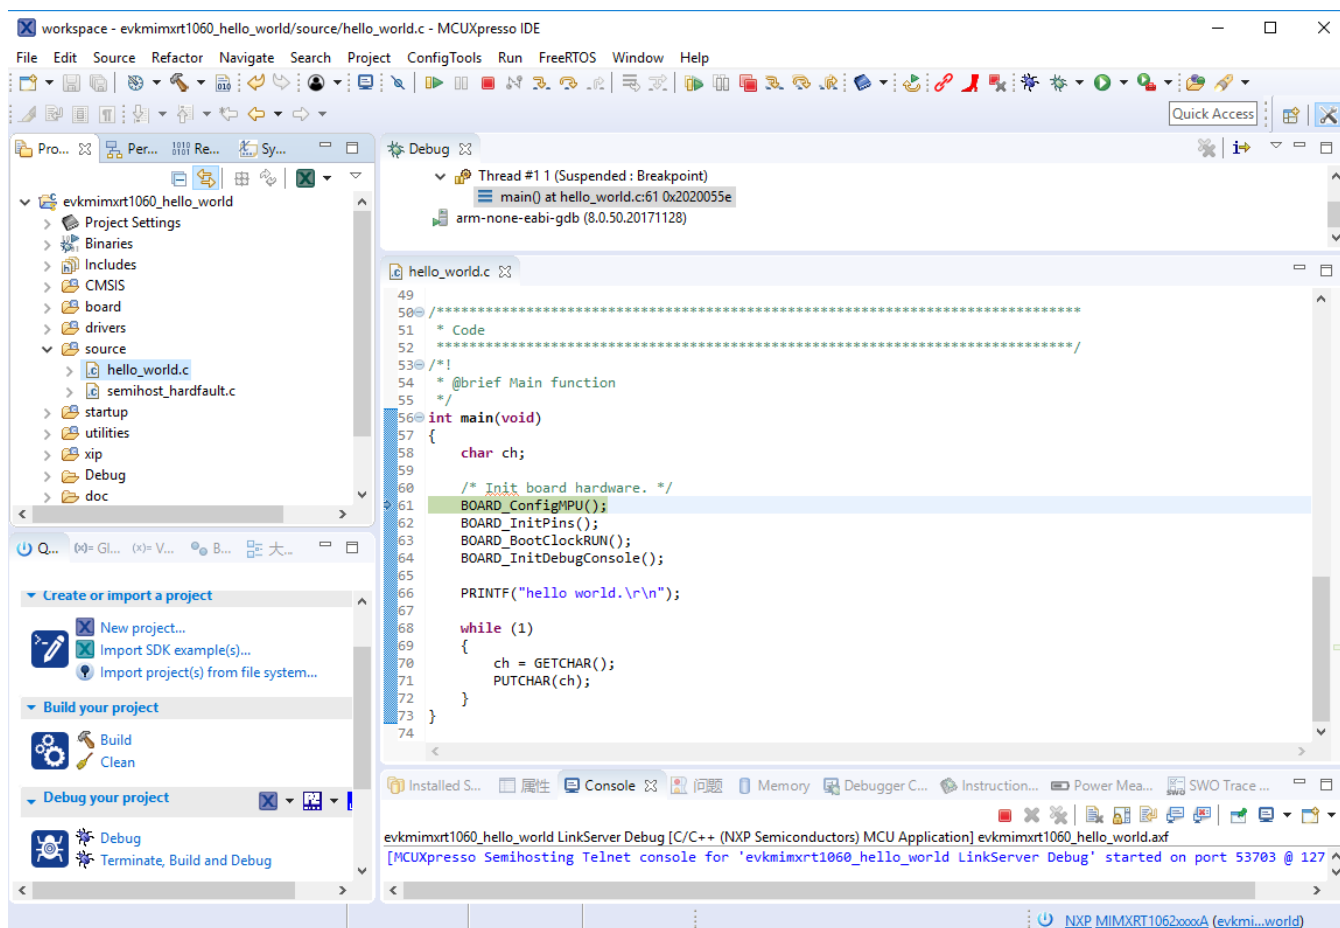 workspace - evkmimxrt1060_hello_world/source/hello_world.c - MCUXpresso IDE
File Edit Source Refactor Navigate Search Project ConfigTools Run FreeRTOS Window Help
Quick Access
Pro... Per... Re... Sy...
evkmimxrt1060_hello_world
Project Settings
Binaries
Includes
CMSIS
board
drivers
source
hello_world.c
semihost_hardfault.c
startup
utilities
xip
Debug
doc
Debug
Thread #1 1 (Suspended : Breakpoint)
main() at hello_world.c:61 0x2020055e
arm-none-eabi-gdb (8.0.50.20171128)
hello_world.c
49
50 /*******************************************************************************
51 * Code
52 ******************************************************************************/
53 /*!
54 * @brief Main function
55 */
56 int main(void)
57 {
58 char ch;
59
60 /* Init board hardware. */
61 BOARD_ConfigMPU();
62 BOARD_InitPins();
63 BOARD_BootClockRUN();
64 BOARD_InitDebugConsole();
65
66 PRINTF("hello world.\r\n");
67
68 while (1)
69 {
70 ch = GETCHAR();
71 PUTCHAR(ch);
72 }
73 }
74
Q... (x)= Gl... (x)= V... B... 大...
Create or import a project
New project...
Import SDK example(s)...
Import project(s) from file system...
Build your project
Build
Clean
Debug your project
Debug
Terminate, Build and Debug
Installed S... 属性 Console 问题 Memory Debugger C... Instruction... Power Mea... SWO Trace ...
evkmimxrt1060_hello_world LinkServer Debug [C/C++ (NXP Semiconductors) MCU Application] evkmimxrt1060_hello_world.axf
[MCUXpresso Semihosting Telnet console for 'evkmimxrt1060_hello_world LinkServer Debug' started on port 53703 @ 127
NXP MIMXRT1062xxxxA (evkmi...world)